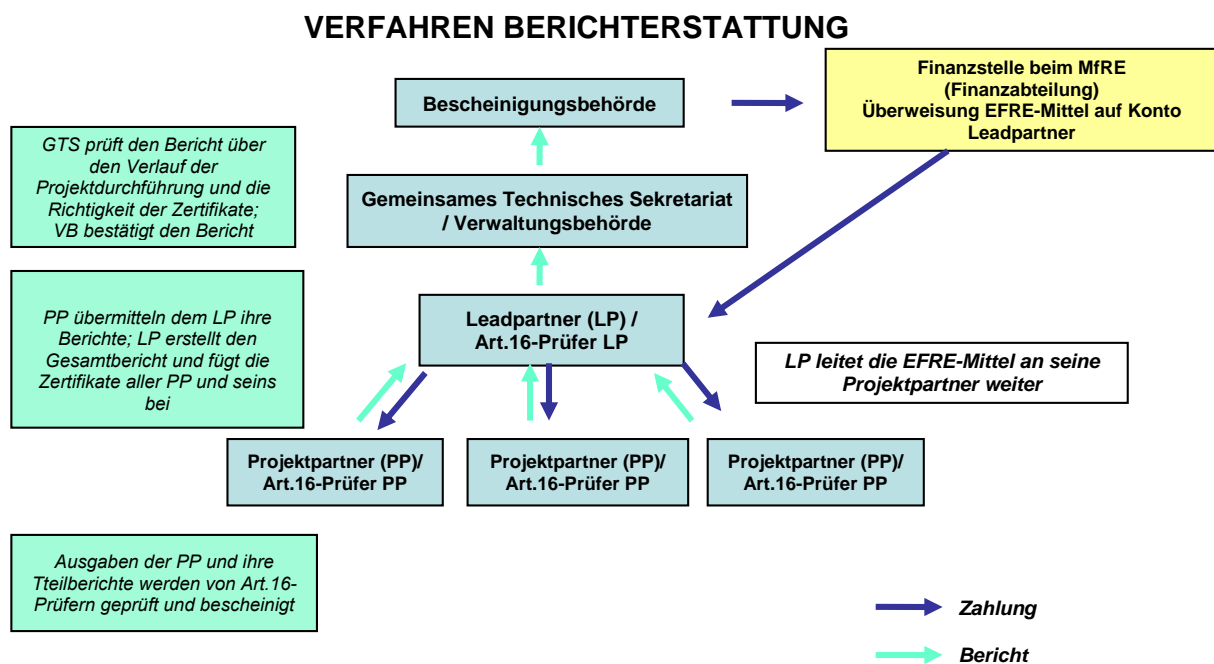 VERFAHREN BERICHTERSTATTUNG
Finanzstelle beim MfRE
(Finanzabteilung)
Überweisung EFRE-Mittel auf Konto
Leadpartner
Bescheinigungsbehörde
GTS prüft den Bericht über
den Verlauf der
Projektdurchführung und die
Richtigkeit der Zertifikate;
VB bestätigt den Bericht
Gemeinsames Technisches Sekretariat
/ Verwaltungsbehörde
PP übermitteln dem LP ihre
Berichte; LP erstellt den
Gesamtbericht und fügt die
Zertifikate aller PP und seins
bei
Leadpartner (LP) /
Art.16-Prüfer LP
LP leitet die EFRE-Mittel an seine
Projektpartner weiter
Projektpartner (PP)/
Art.16-Prüfer PP
Projektpartner (PP)/
Art.16-Prüfer PP
Projektpartner (PP)/
Art.16-Prüfer PP
Ausgaben der PP und ihre
Tteilberichte werden von Art.16-
Prüfern geprüft und bescheinigt
Zahlung
Bericht